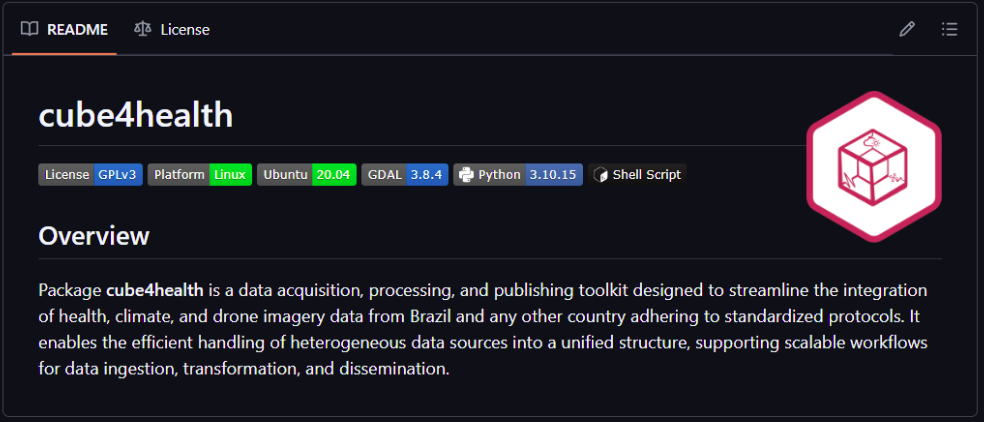 README License
cube4health
License GPLv3 Platform Linux Ubuntu 20.04 GDAL 3.8.4 Python 3.10.15 Shell Script
Overview
Package cube4health is a data acquisition, processing, and publishing toolkit designed to streamline the integration
of health, climate, and drone imagery data from Brazil and any other country adhering to standardized protocols. It
enables the efficient handling of heterogeneous data sources into a unified structure, supporting scalable workflows
for data ingestion, transformation, and dissemination.